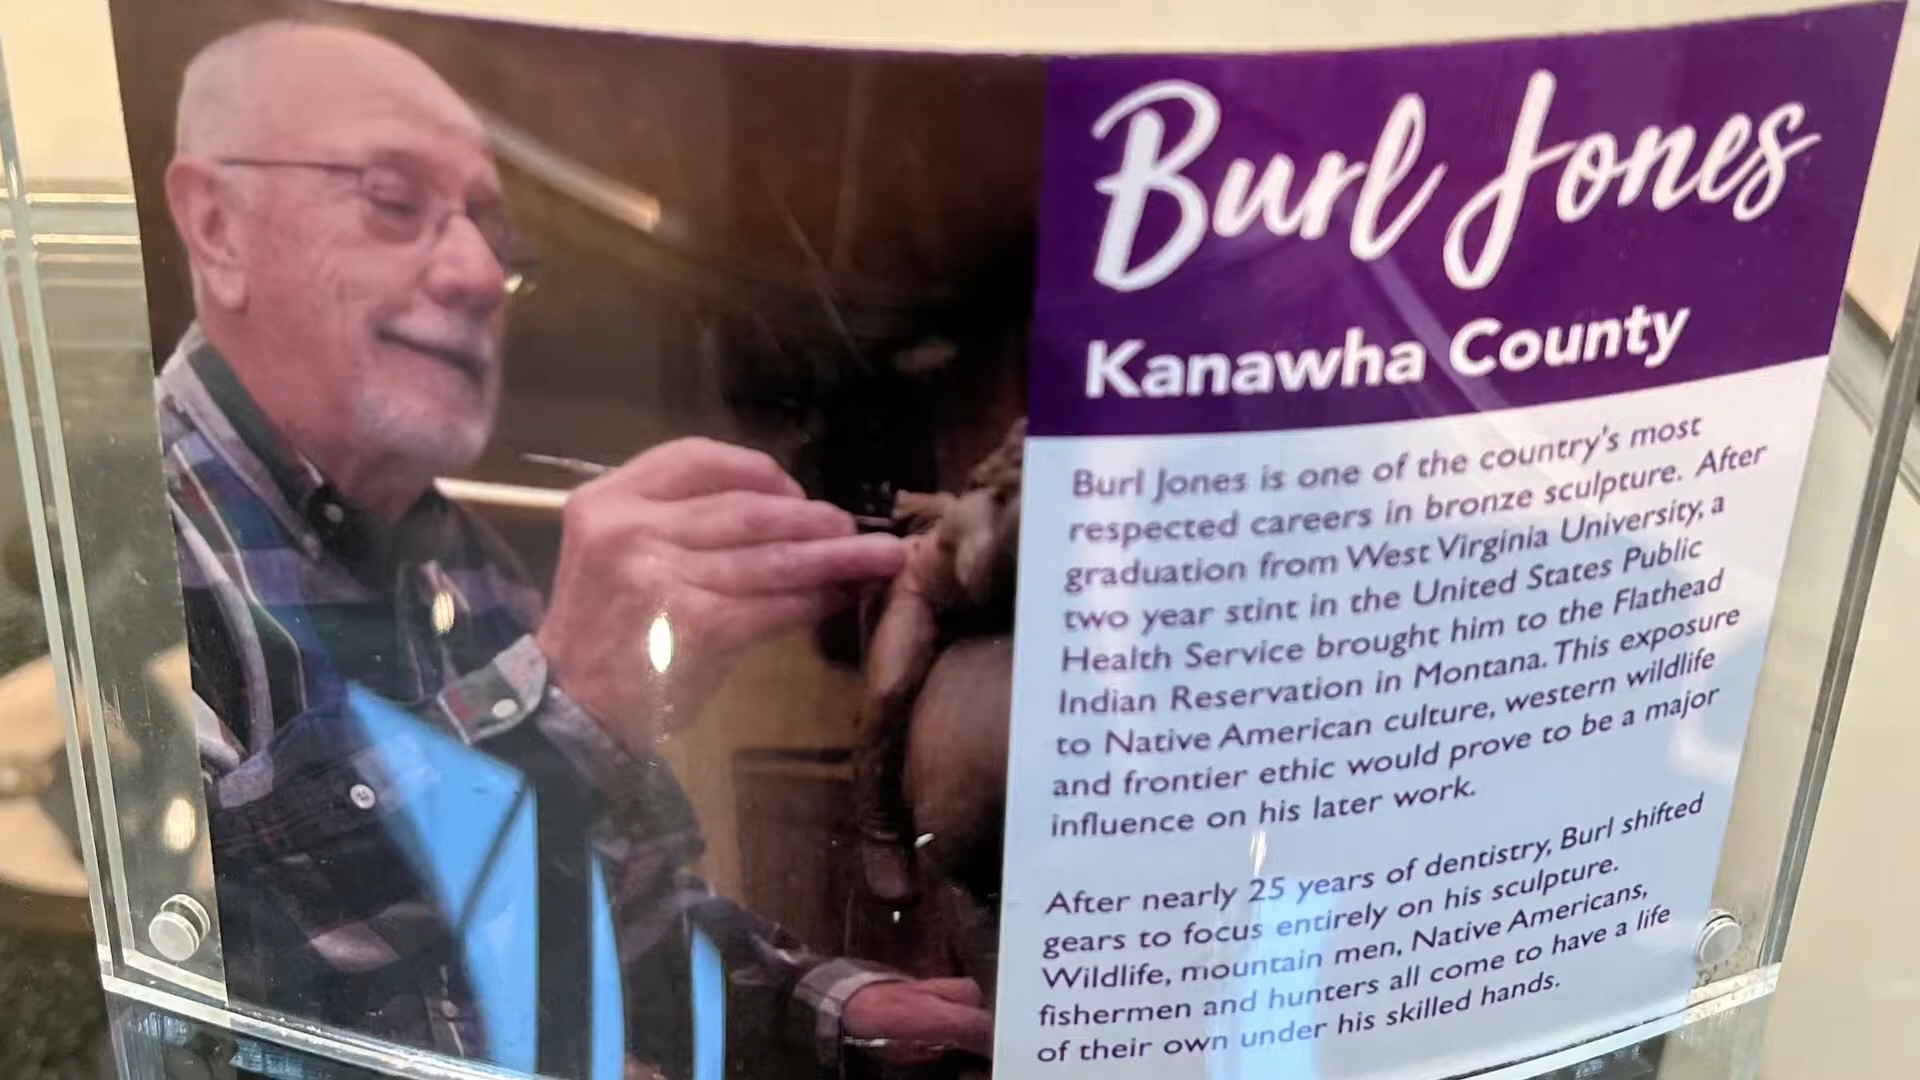 Burl Jones
Kanawha County
Burl Jones is one of the country's most
respected careers in bronze sculpture. After
graduation from West Virginia University, a
two year stint in the United States Public
Health Service brought him to the Flathead
Indian Reservation in Montana. This exposure
to Native American culture, western wildlife
and frontier ethic would prove to be a major
influence on his later work.
After nearly 25 years of dentistry, Burl shifted
gears to focus entirely on his sculpture.
Wildlife, mountain men, Native Americans,
fishermen and hunters all come to have a life
of their own under his skilled hands.